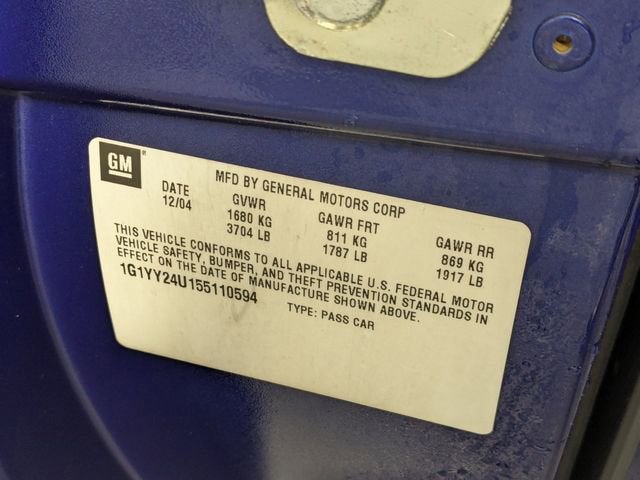 GM
MFD BY GENERAL MOTORS CORP
DATE GVWR GAWR FRT GAWR RR
12/04 1680 KG 811 KG 869 KG
3704 LB 1787 LB 1917 LB
THIS VEHICLE CONFORMS TO ALL APPLICABLE U.S. FEDERAL MOTOR
VEHICLE SAFETY, BUMPER, AND THEFT PREVENTION STANDARDS IN
EFFECT ON THE DATE OF MANUFACTURE SHOWN ABOVE.
1G1YY24U155110594
TYPE: PASS CAR